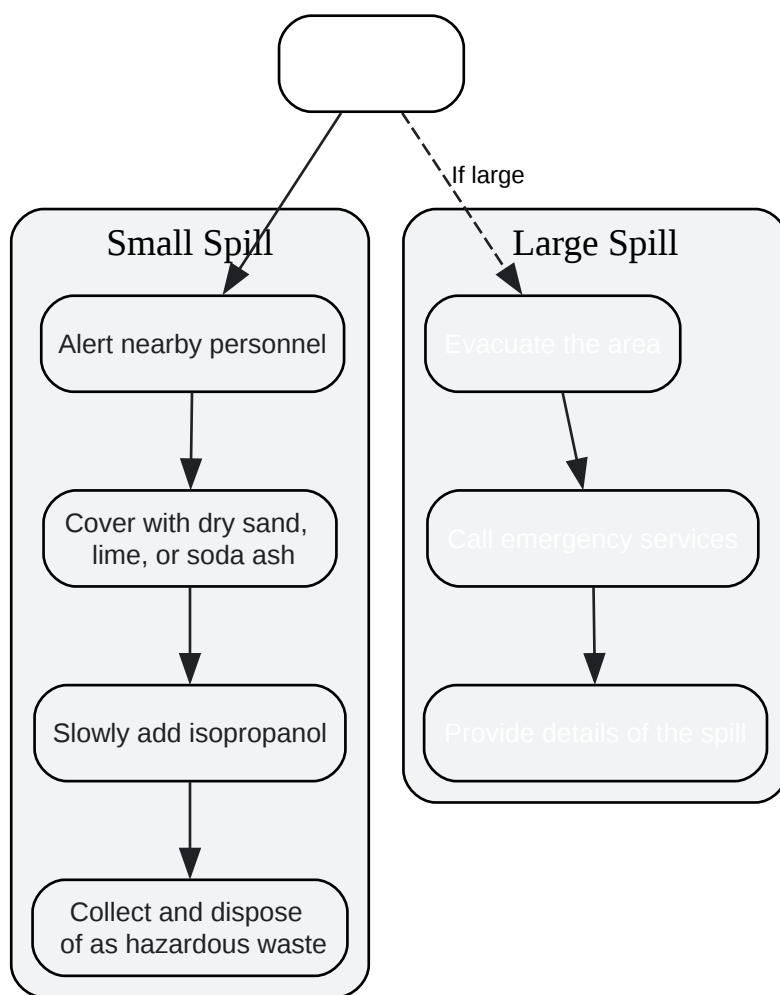 If large
Small Spill
Large Spill
Alert nearby personnel
Evacuate the area
Cover with dry sand,
lime, or soda ash
Call emergency services
Slowly add isopropanol
Provide details of the spill
Collect and dispose
of as hazardous waste